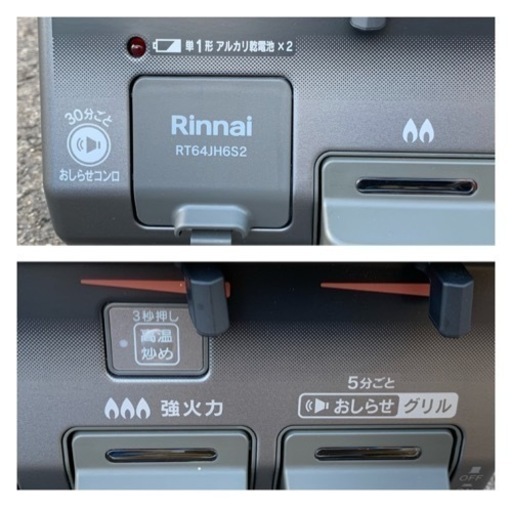 単1形 アルカリ乾電池×2
30分ごと
おしらせコンロ
Rinnai
RT64JH6S2
3秒押し
高温
炒め
強火力
5分ごと
おしらせ グリル
OFF